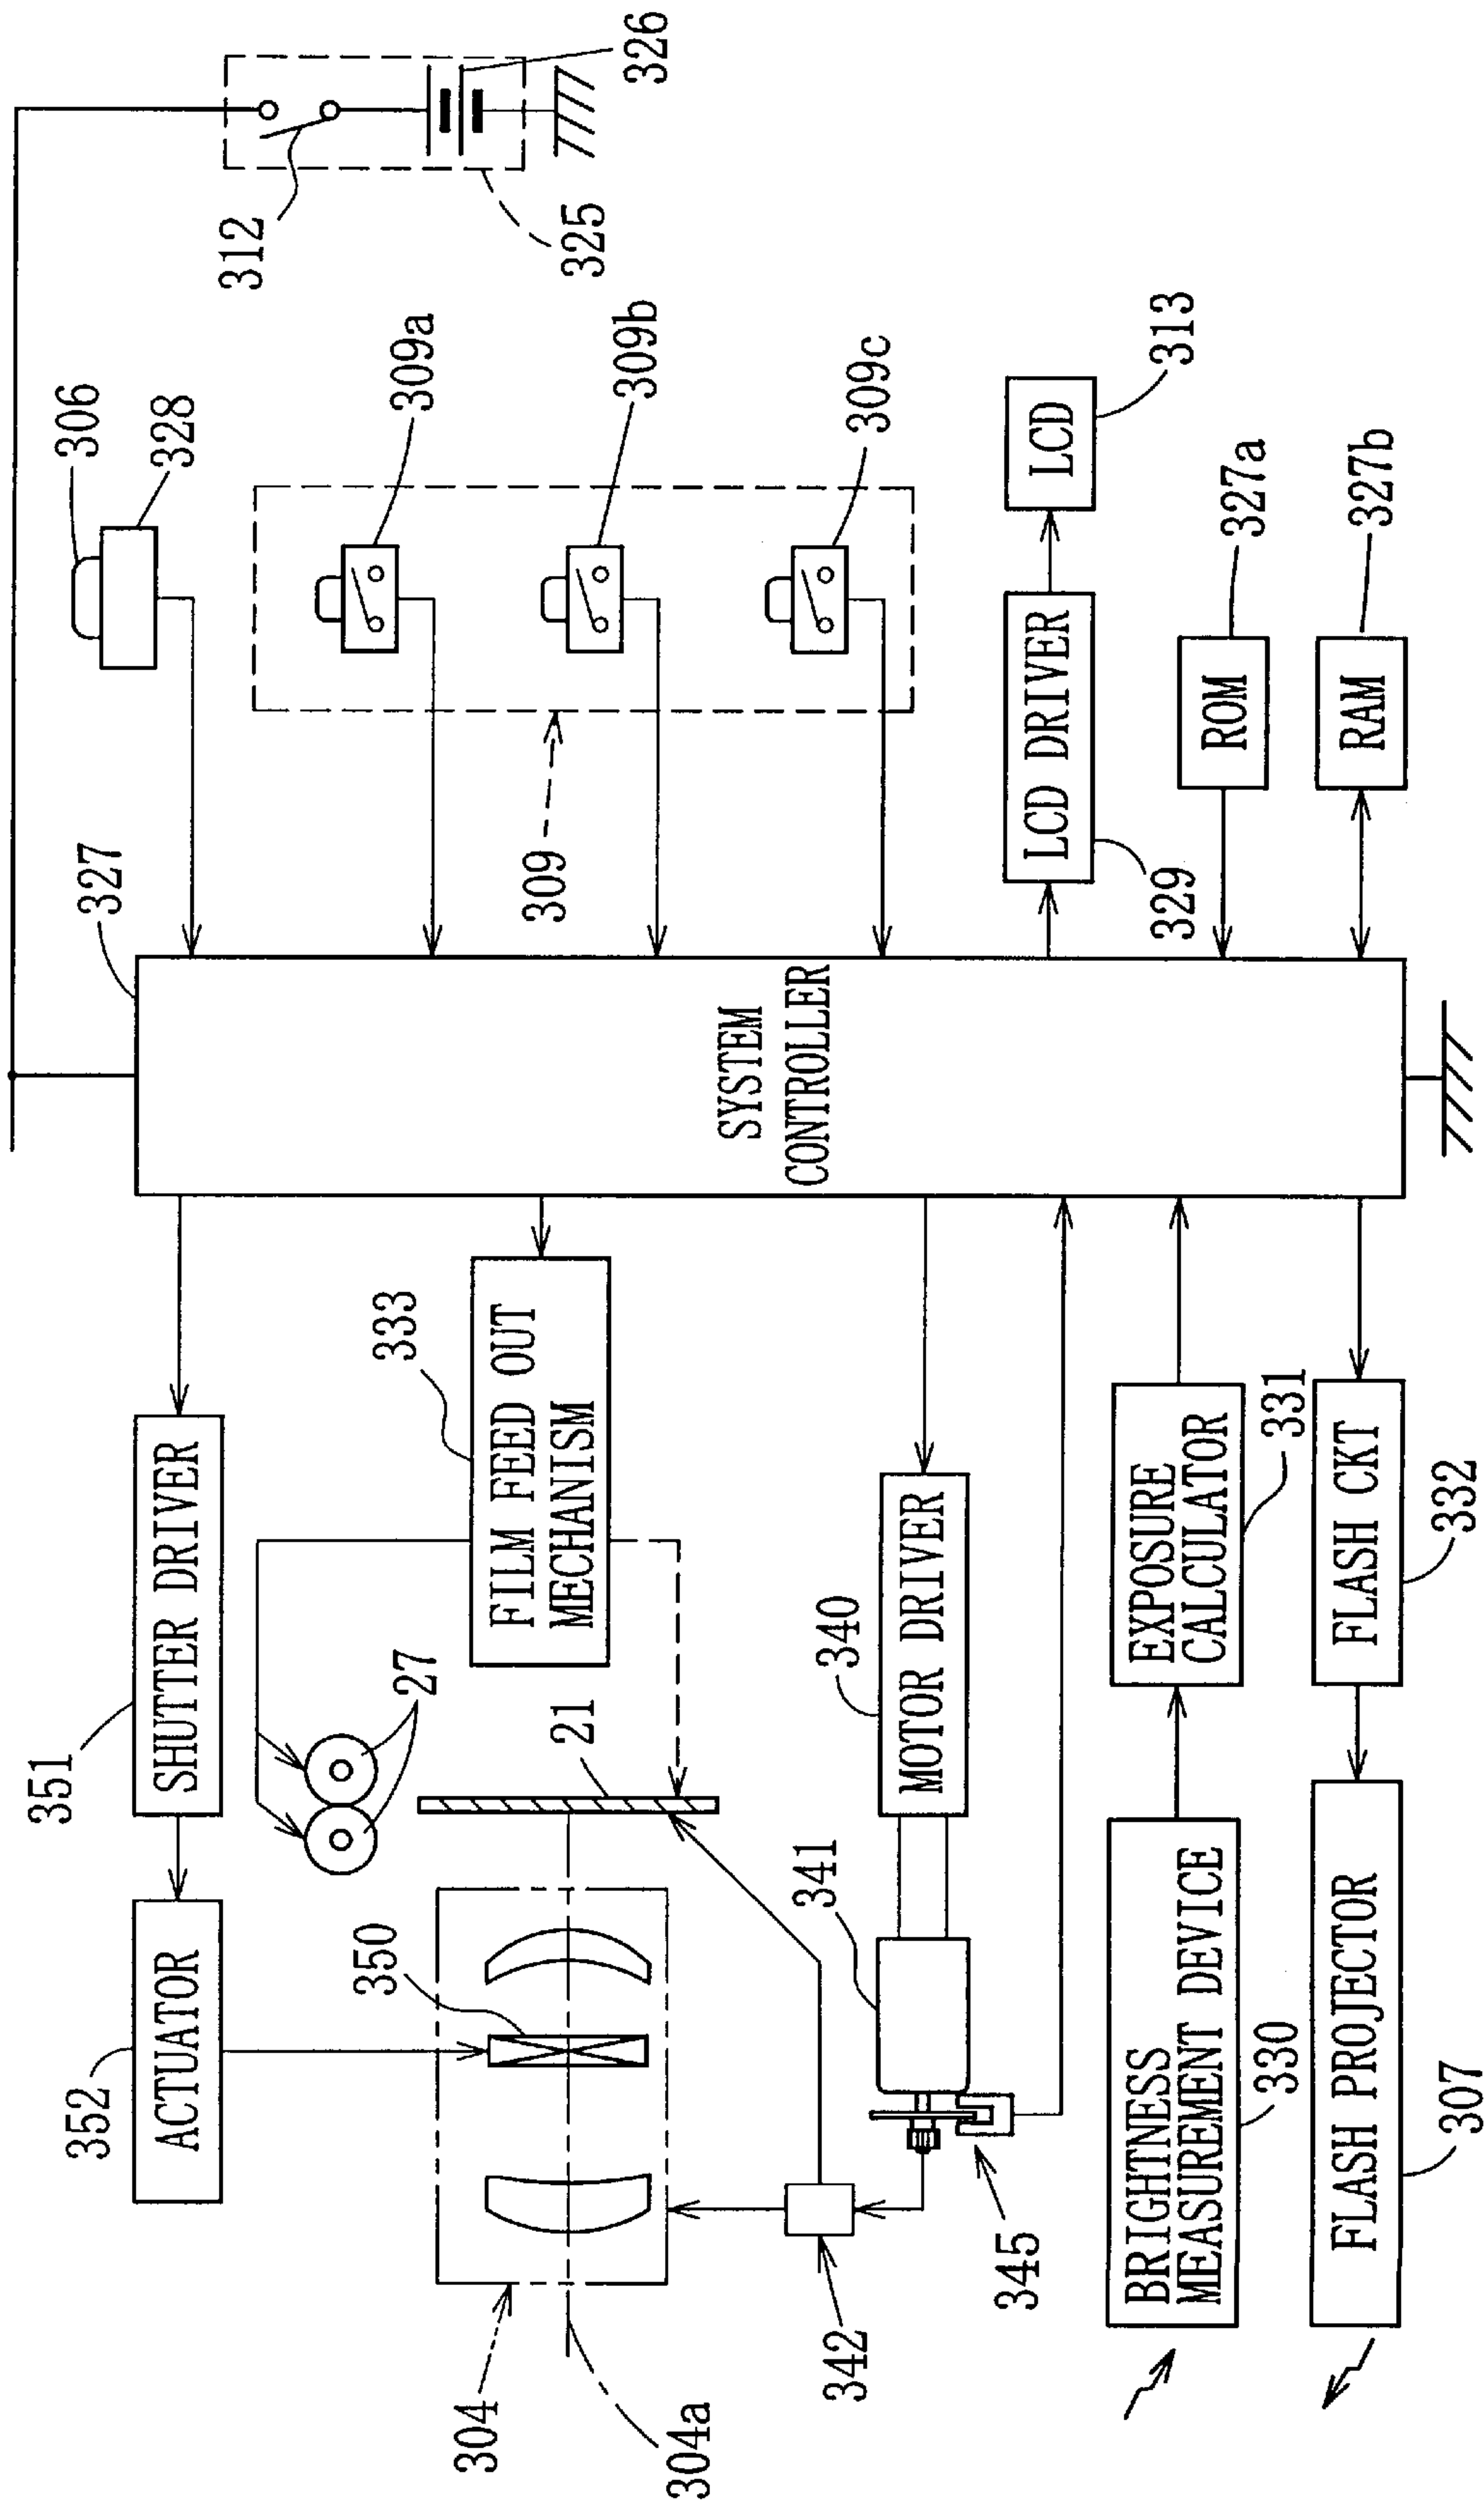 352
351
327
306
328
312
326
325
ACTUATOR
SHUTTER DRIVER
333
27
309a
304
350
21
FILM FEED OUT
MECHANISM
309
309b
304a
SYSTEM
CONTROLLER
342
341
340
MOTOR DRIVER
309c
345
LCD DRIVER
LCD
329
313
BRIGHTNESS
MEASUREMENT DEVICE
EXPOSURE
CALCULATOR
330
331
ROM
327a
FLASH PROJECTOR
FLASH CKT
RAM
327b
307
332